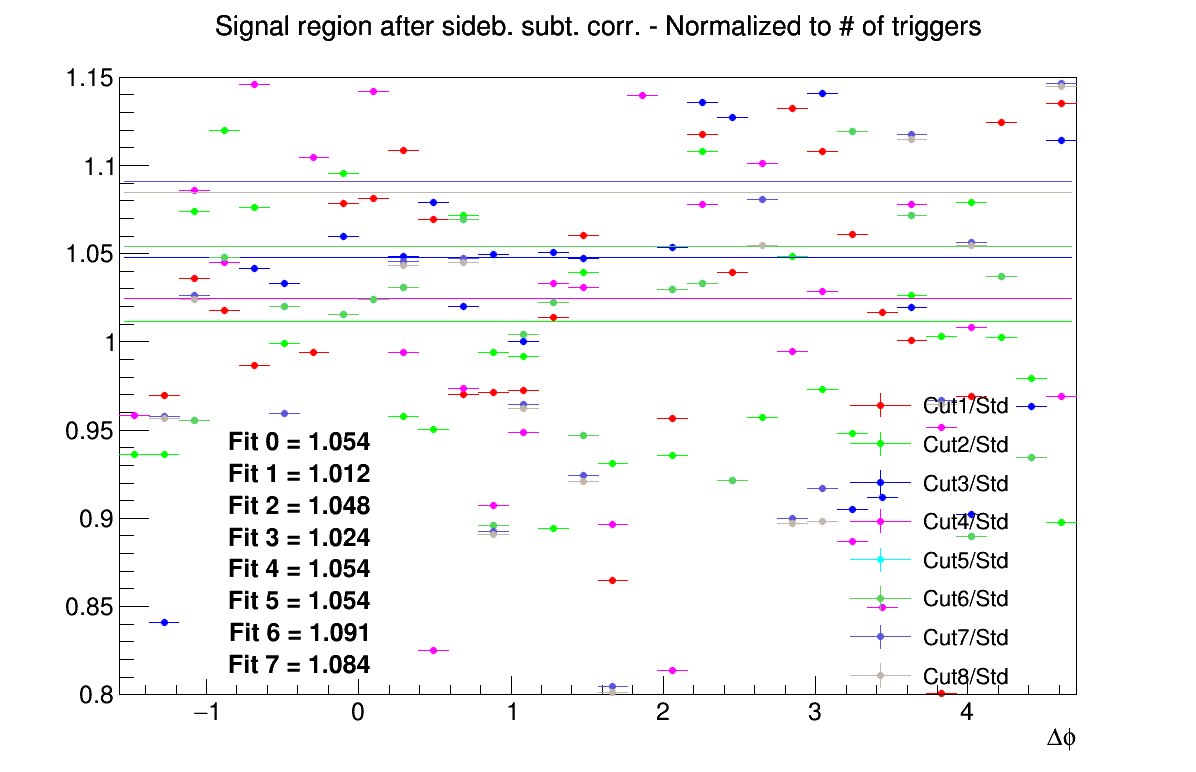 Signal region after sideb. subt. corr. - Normalized to # of triggers
1.15
1.1
1.05
1
0.95
0.9
0.85
0.8
Fit 0 = 1.054
Fit 1 = 1.012
Fit 2 = 1.048
Fit 3 = 1.024
Fit 4 = 1.054
Fit 5 = 1.054
Fit 6 = 1.091
Fit 7 = 1.084
Cut1/Std
Cut2/Std
Cut3/Std
Cut4/Std
Cut5/Std
Cut6/Std
Cut7/Std
Cut8/Std
−1 0 1 2 3 4
Δϕ